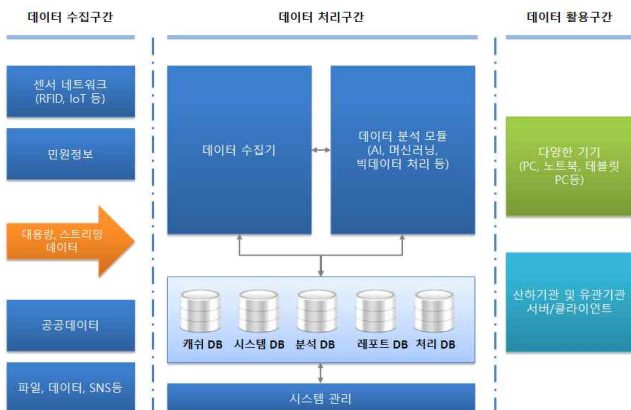 데이터 수집구간
데이터 처리구간
데이터 활용구간
센서 네트워크
(RFID, IoT 등)
민원정보
대용량, 스트리밍
데이터
공공데이터
파일, 데이터, SNS등
데이터 수집기
데이터 분석 모듈
(AI, 머신러닝,
빅데이터 처리 등)
캐쉬 DB
시스템 DB
분석 DB
레포트 DB
처리 DB
시스템 관리
다양한 기기
(PC, 노트북, 태블릿
PC등)
산하기관 및 유관기관
서버/클라이언트